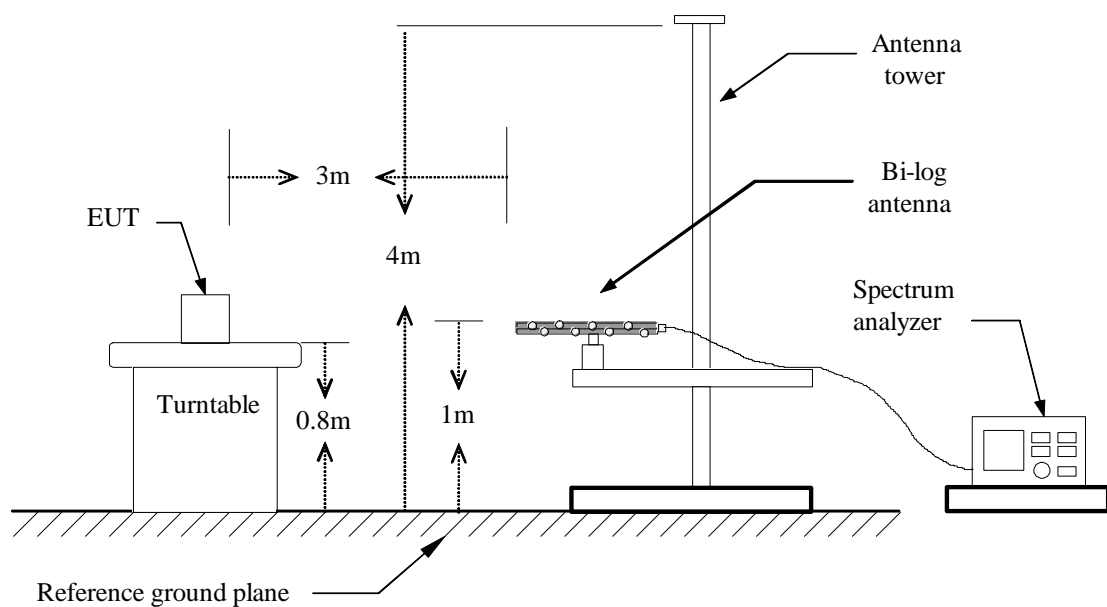 Antenna
tower
3m
Bi-log
antenna
EUT
4m
Spectrum
analyzer
Turntable
0.8m
1m
Reference ground plane